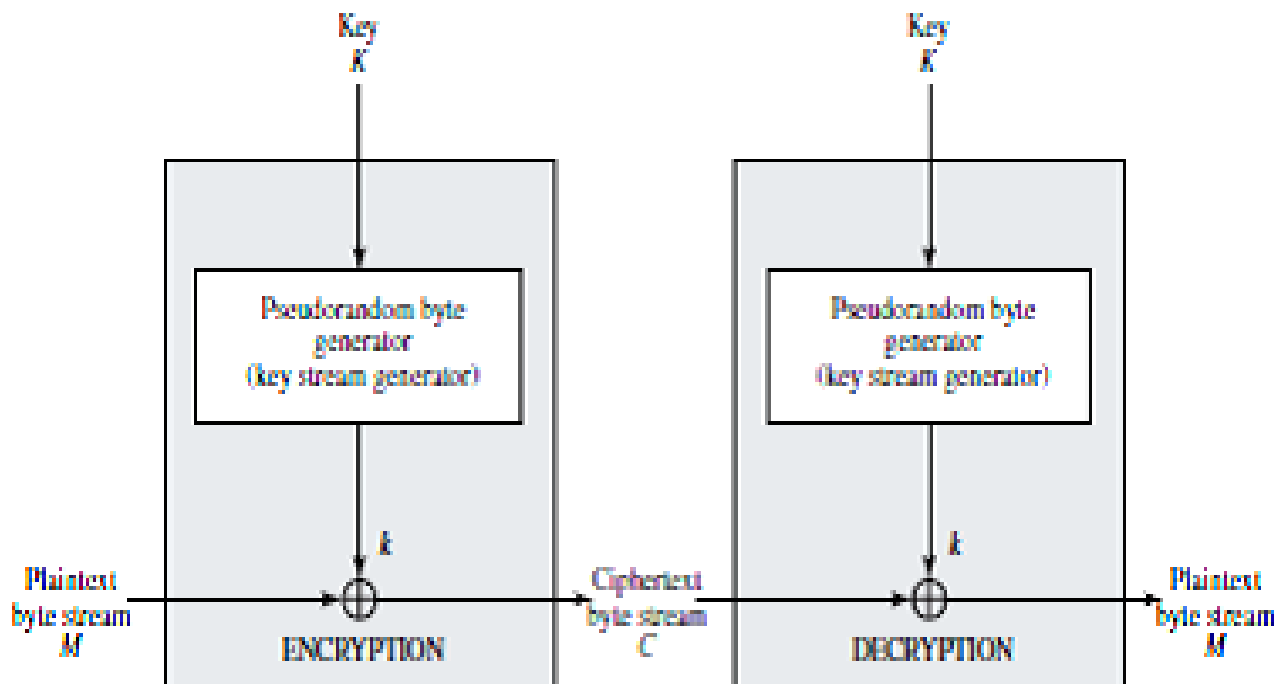 Key
K
Key
K
Pseudorandom byte
generator
(key stream generator)
Pseudorandom byte
generator
(key stream generator)
k
k
Plaintext
byte stream
M
Ciphertext
byte stream
C
Plaintext
byte stream
M
ENCRYPTION
DECRYPTION